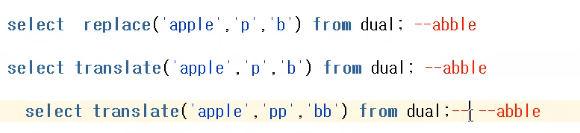 select  replace('apple','p','b') from dual; --abble
select translate('apple','p','b') from dual; --abble
select translate('apple','pp','bb') from dual;-- --abble